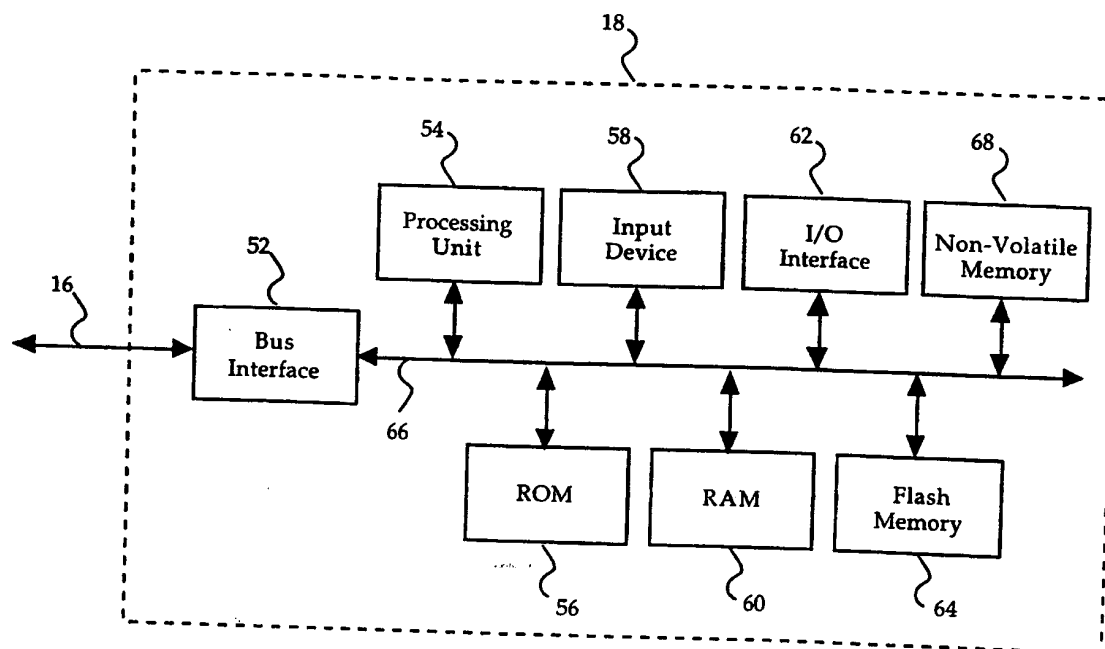 18
54
58
62
68
Processing
Unit
Input
Device
I/O
Interface
Non-Volatile
Memory
52
16
Bus
Interface
66
ROM
RAM
Flash
Memory
56
60
64